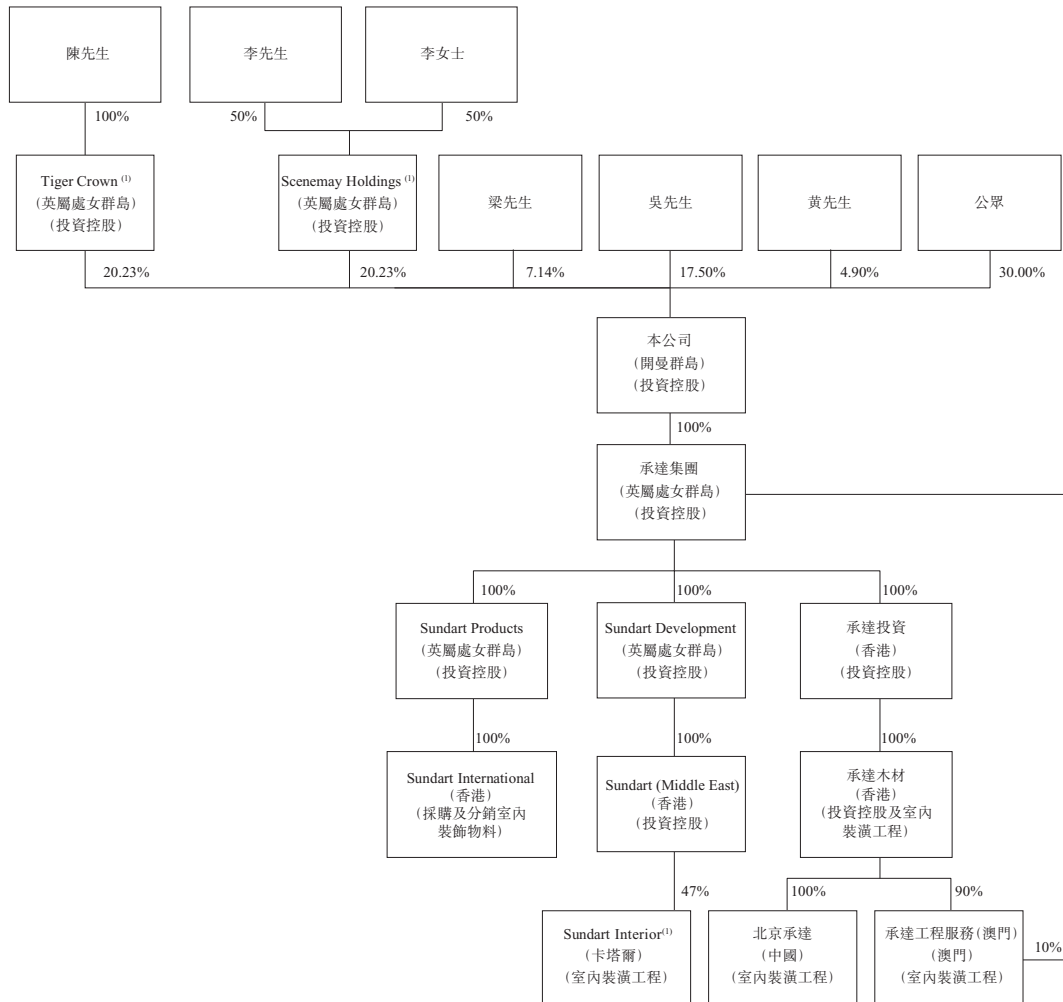 陳先生
李先生
李女士
100%
50%
50%
Tiger Crown (1)
(英屬處女群島)
(投資控股)
Scenemay Holdings (1)
(英屬處女群島)
(投資控股)
梁先生
吳先生
黃先生
公眾
20.23%
20.23%
7.14%
17.50%
4.90%
30.00%
本公司
(開曼群島)
(投資控股)
100%
承達集團
(英屬處女群島)
(投資控股)
100%
100%
100%
Sundart Products
(英屬處女群島)
(投資控股)
Sundart Development
(英屬處女群島)
(投資控股)
承達投資
(香港)
(投資控股)
100%
100%
100%
Sundart International
(香港)
(採購及分銷室內
裝飾物料)
Sundart (Middle East)
(香港)
(投資控股)
承達木材
(香港)
(投資控股及室內
裝潢工程)
47%
100%
90%
Sundart Interior(1)
(卡塔爾)
(室內裝潢工程)
北京承達
(中國)
(室內裝潢工程)
承達工程服務(澳門)
(澳門)
(室內裝潢工程)
10%